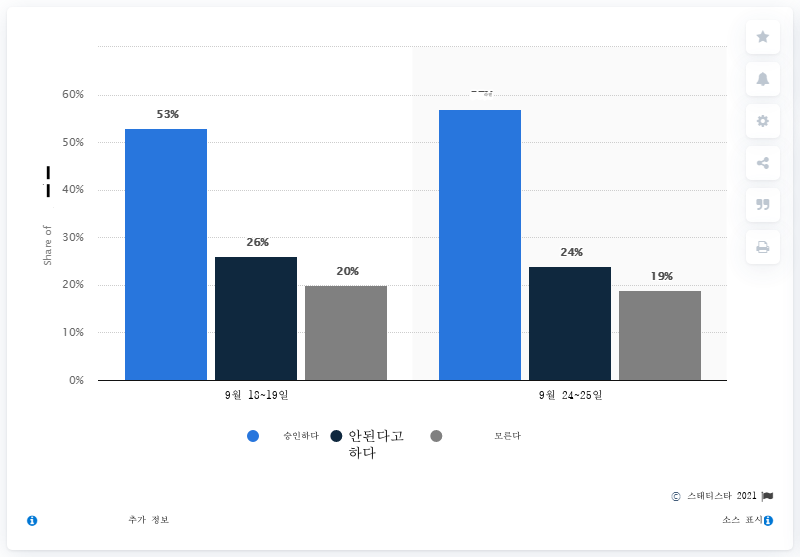 60%
53%
50%
40%
Share of
30%
26%
24%
20%
19%
20%
10%
0%
9월 18~19일
9월 24~25일
승인하다
안된다고
하다
모른다
© 스태티스타 2021
추가 정보
소스 표시